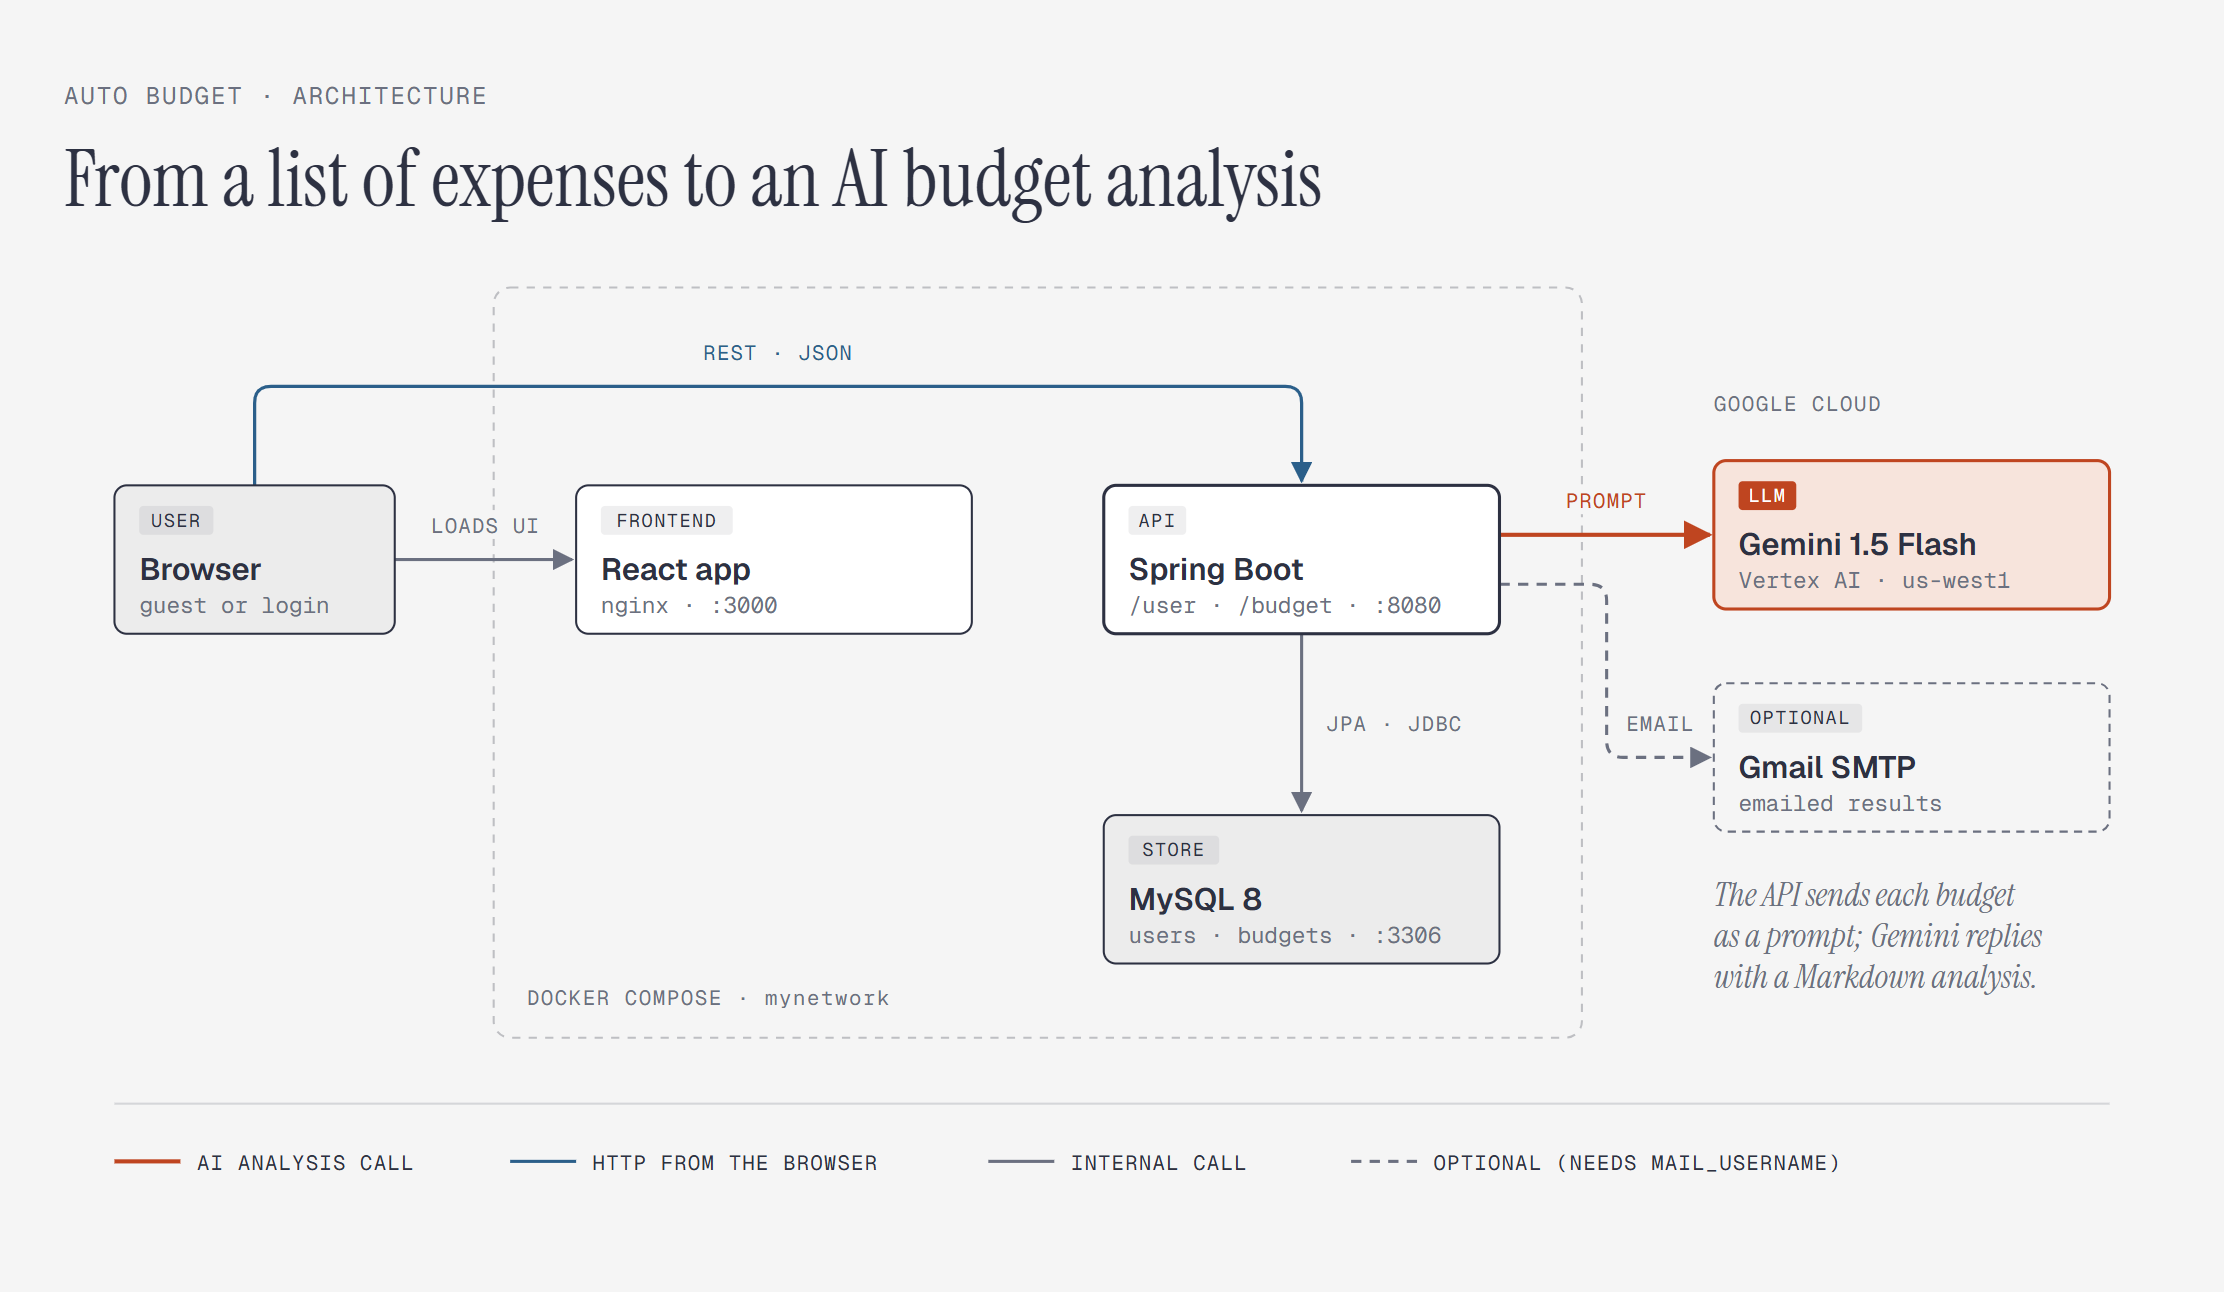 AUTO BUDGET · ARCHITECTURE
From a list of expenses to an AI budget analysis
REST · JSON
GOOGLE CLOUD
USER
Browser
guest or login
LOADS UI
FRONTEND
React app
nginx · :3000
API
Spring Boot
/user · /budget · :8080
PROMPT
LLM
Gemini 1.5 Flash
Vertex AI · us-west1
JPA · JDBC
EMAIL
OPTIONAL
Gmail SMTP
emailed results
STORE
MySQL 8
users · budgets · :3306
The API sends each budget
as a prompt; Gemini replies
with a Markdown analysis.
DOCKER COMPOSE · mynetwork
AI ANALYSIS CALL
HTTP FROM THE BROWSER
INTERNAL CALL
OPTIONAL (NEEDS MAIL_USERNAME)